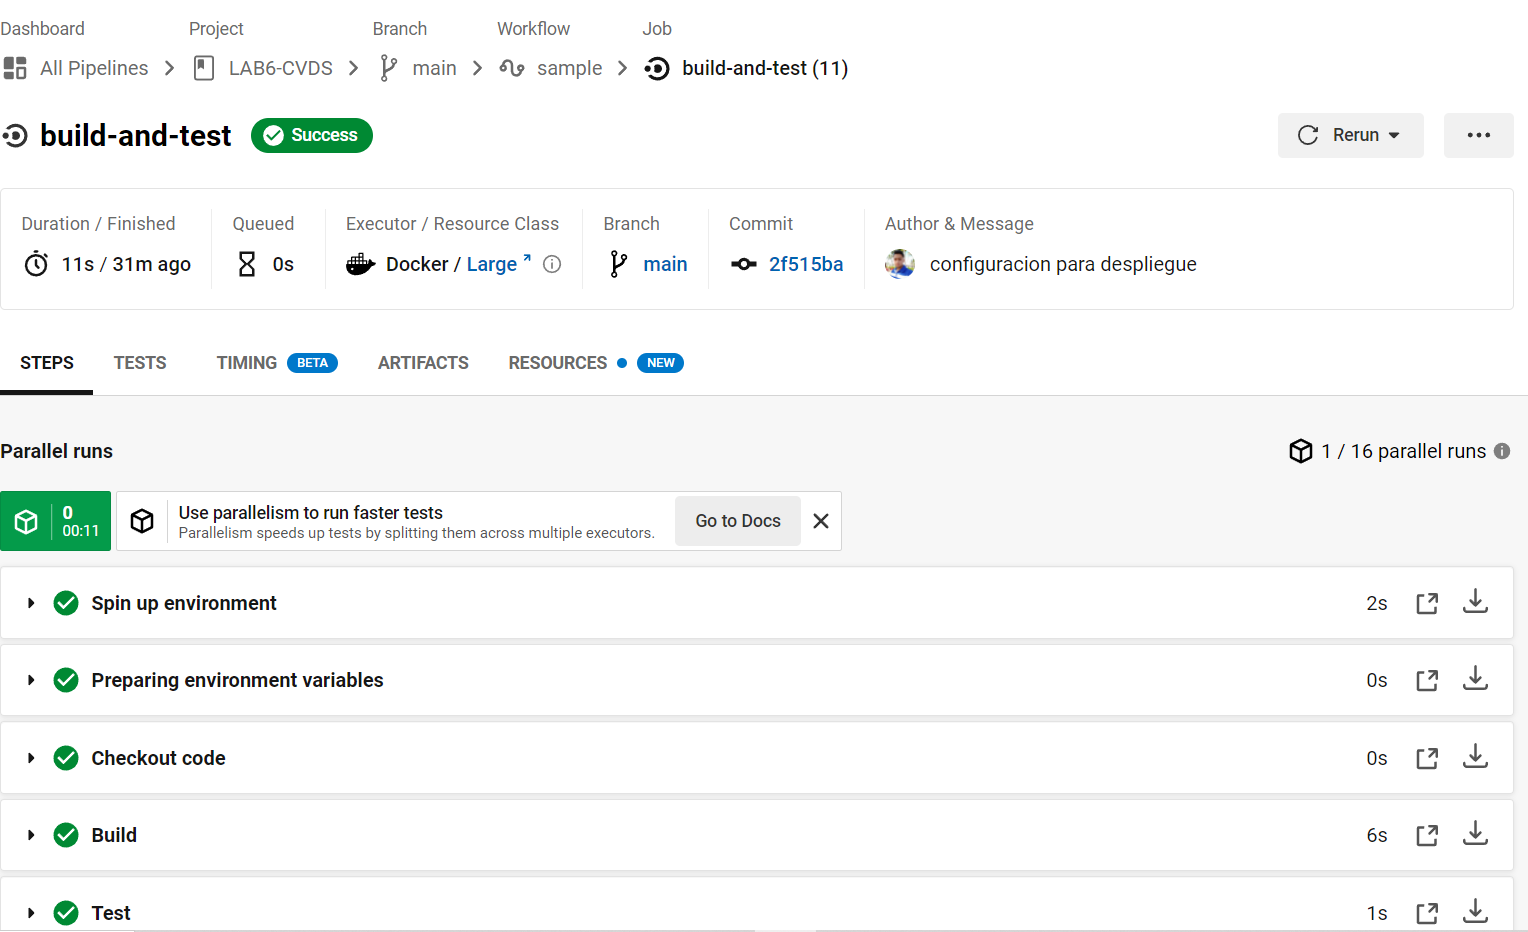 Dashboard Project Branch Workflow Job
All Pipelines LAB6-CVDS main sample build-and-test (11)
build-and-test Success Rerun
Duration / Finished Queued Executor / Resource Class Branch Commit Author & Message
11s / 31m ago 0s Docker / Large main 2f515ba configuracion para despliegue
STEPS TESTS TIMING BETA ARTIFACTS RESOURCES NEW
Parallel runs 1 / 16 parallel runs
0
00:11
Use parallelism to run faster tests
Parallelism speeds up tests by splitting them across multiple executors.
Go to Docs
Spin up environment 2s
Preparing environment variables 0s
Checkout code 0s
Build 6s
Test 1s